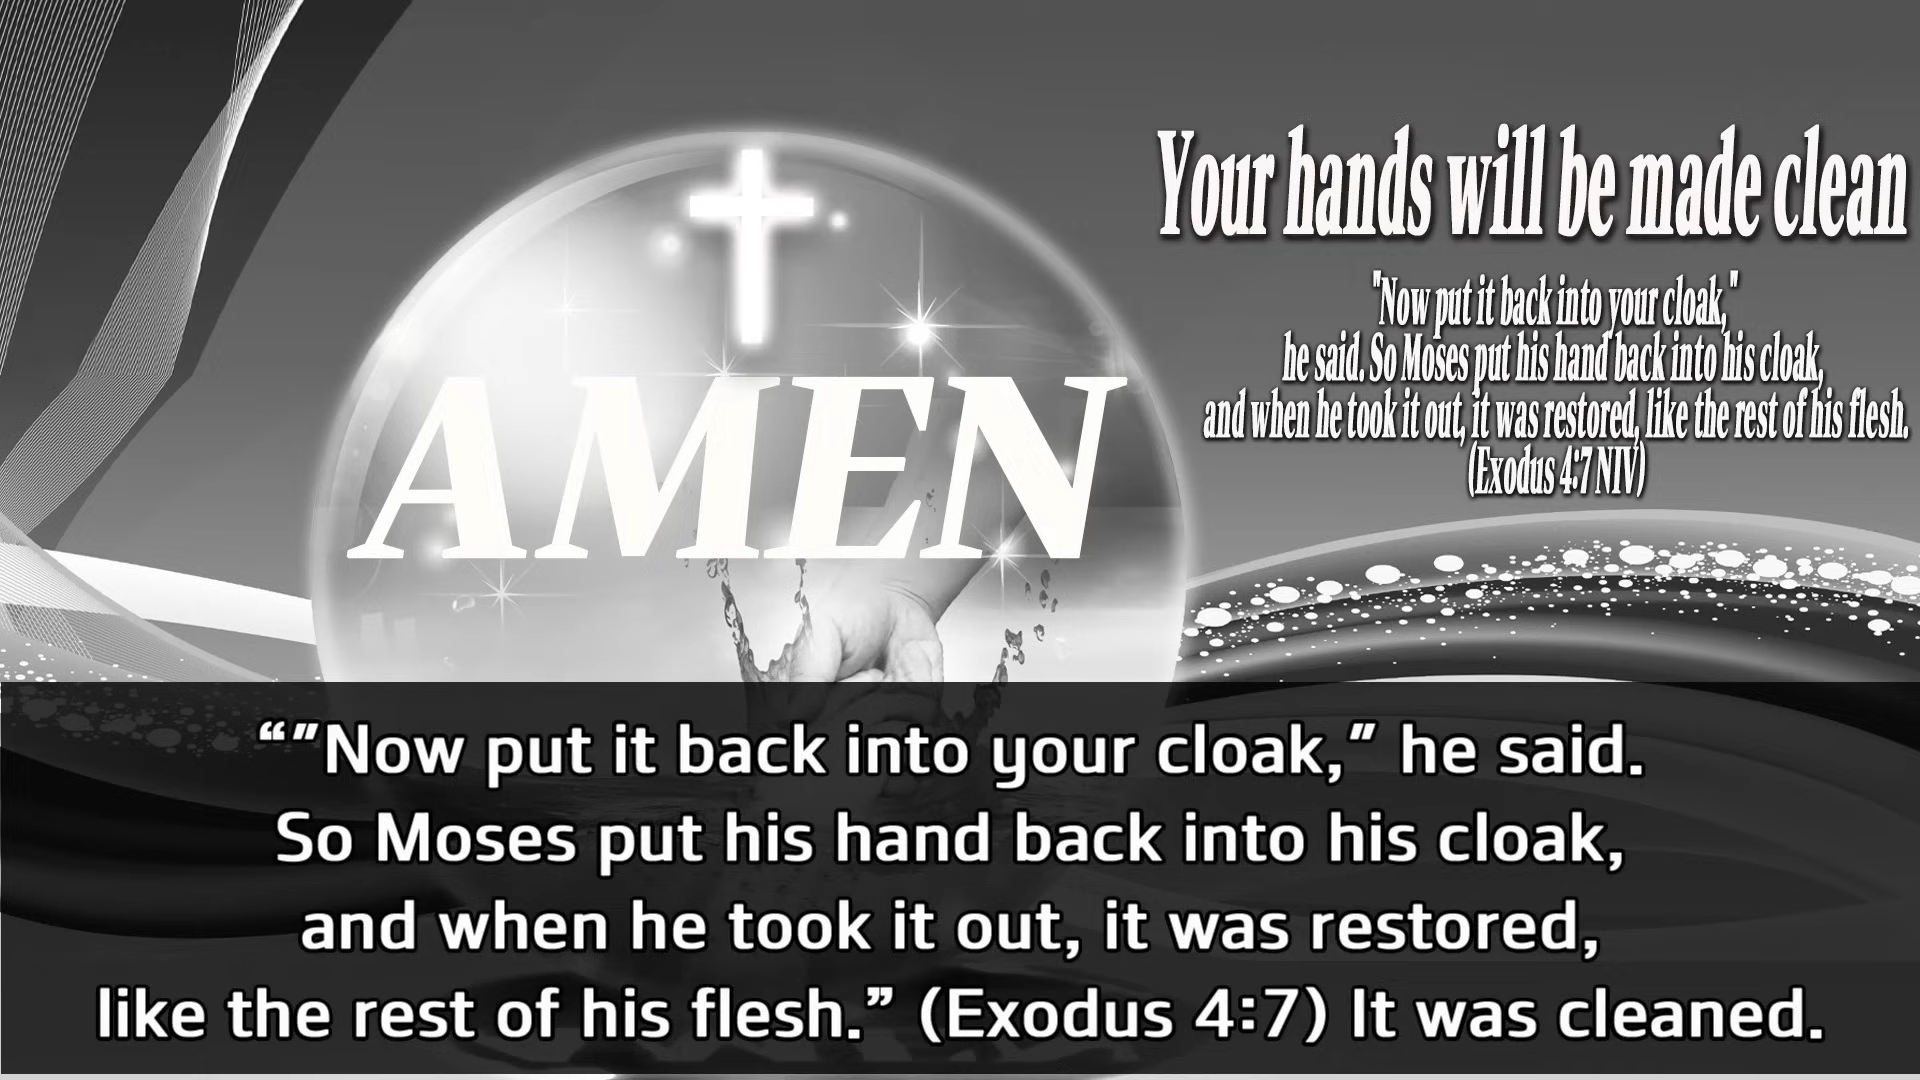 Your hands will be made clean
"Now put it back into your cloak,"
he said. So Moses put his hand back into his cloak,
and when he took it out, it was restored, like the rest of his flesh.
(Exodus 4:7 NIV)
AMEN
“"Now put it back into your cloak," he said.
So Moses put his hand back into his cloak,
and when he took it out, it was restored,
like the rest of his flesh.” (Exodus 4:7) It was cleaned.